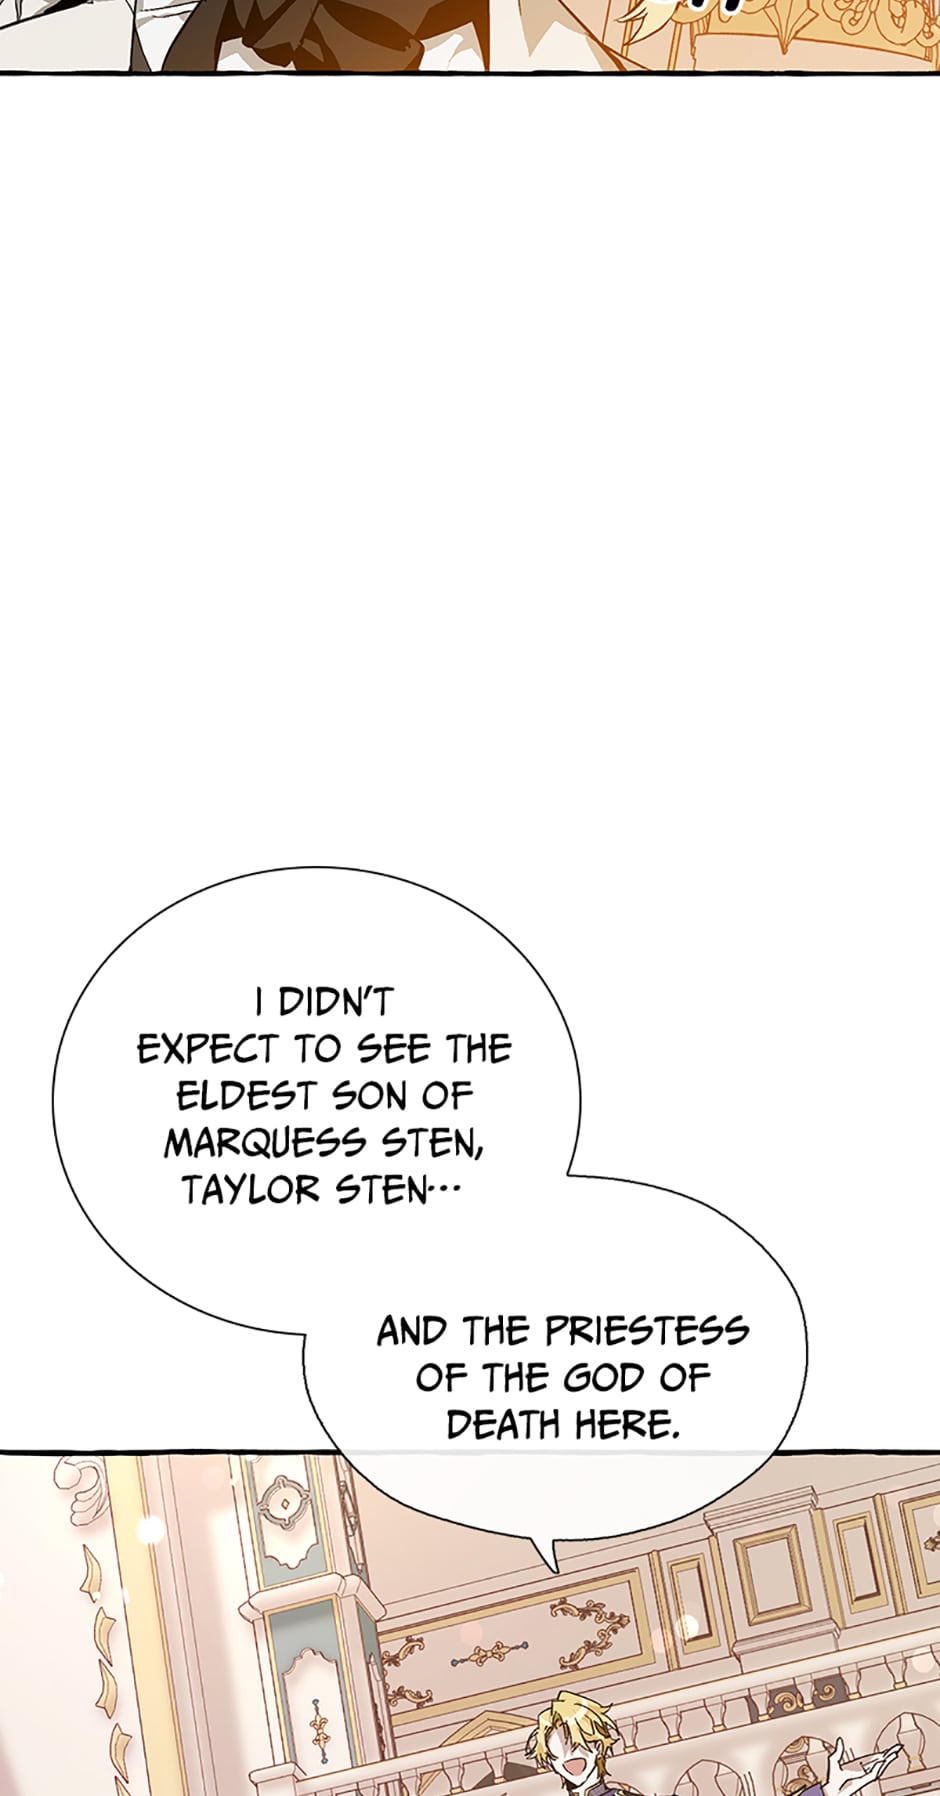 I DIDN'T
EXPECT TO SEE THE
ELDEST SON OF
MARQUESS STEN,
TAYLOR STEN...
AND THE PRIESTESS
OF THE GOD OF
DEATH HERE.